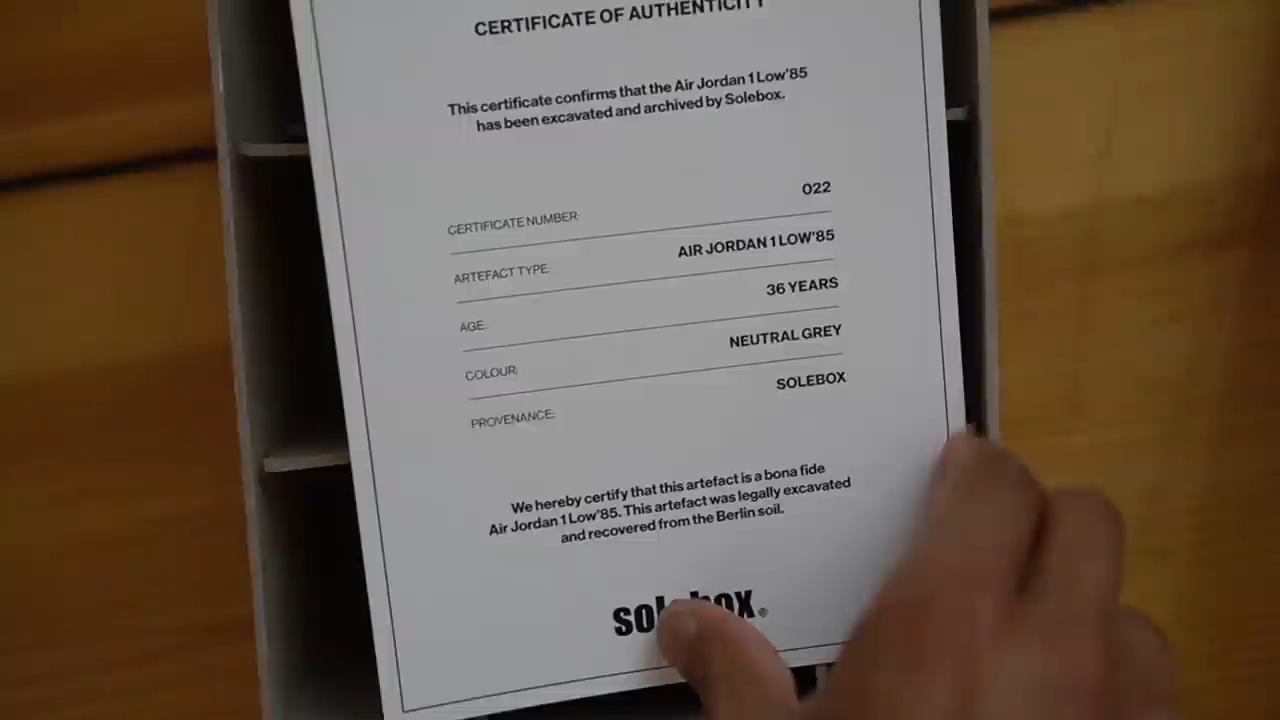 CERTIFICATE OF AUTHENTICITY
This certificate confirms that the Air Jordan 1 Low'85
has been excavated and archived by Solebox.
CERTIFICATE NUMBER: 022
ARTEFACT TYPE: AIR JORDAN 1 LOW'85
AGE: 36 YEARS
COLOUR: NEUTRAL GREY
PROVENANCE: SOLEBOX
We hereby certify that this artefact is a bona fide
Air Jordan 1 Low'85. This artefact was legally excavated
and recovered from the Berlin soil.
solebox®